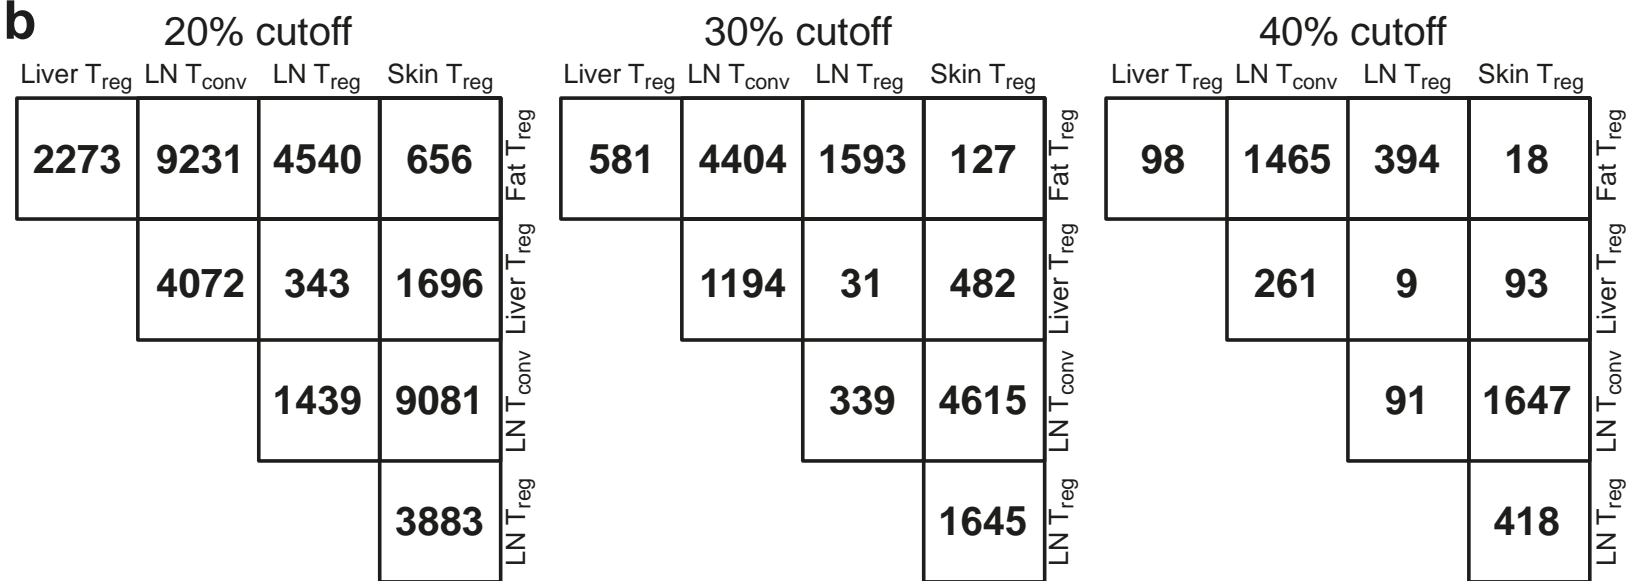 b
20% cutoff 30% cutoff 40% cutoff
Liver Treg LN Tconv LN Treg Skin Treg Liver Treg LN Tconv LN Treg Skin Treg Liver Treg LN Tconv LN Treg Skin Treg
2273 9231 4540 656 Fat Treg 581 4404 1593 127 Fat Treg 98 1465 394 18 Fat Treg
4072 343 1696 Liver Treg 1194 31 482 Liver Treg 261 9 93 Liver Treg
1439 9081 LN Tconv 339 4615 LN Tconv 91 1647 LN Tconv
3883 LN Treg 1645 LN Treg 418 LN Treg